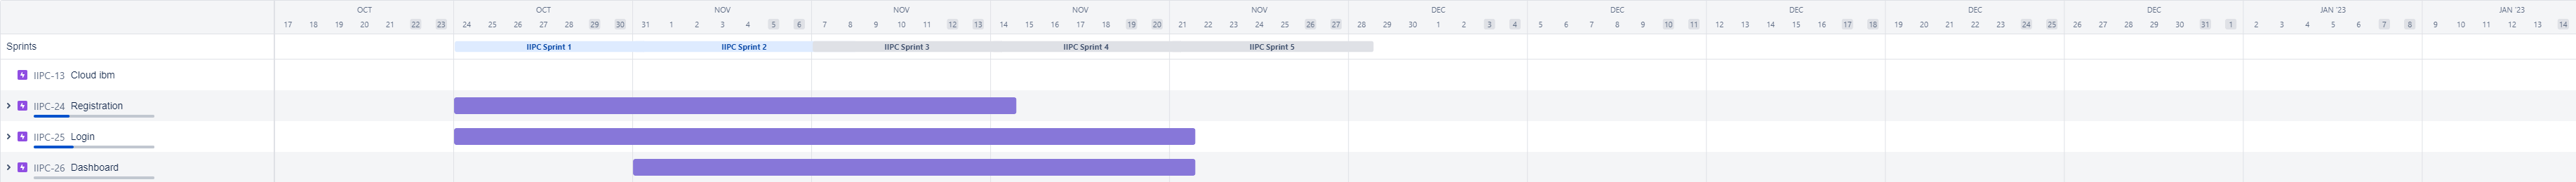 OCT OCT NOV NOV NOV NOV DEC DEC DEC DEC DEC JAN '23 JAN '23
17 18 19 20 21 22 23 24 25 26 27 28 29 30 31 1 2 3 4 5 6 7 8 9 10 11 12 13 14 15 16 17 18 19 20 21 22 23 24 25 26 27 28 29 30 1 2 3 4 5 6 7 8 9 10 11 12 13 14 15 16 17 18 19 20 21 22 23 24 25 26 27 28 29 30 31 1 2 3 4 5 6 7 8 9 10 11 12 13 14
Sprints IIPC Sprint 1 IIPC Sprint 2 IIPC Sprint 3 IIPC Sprint 4 IIPC Sprint 5
IIPC-13 Cloud ibm
IIPC-24 Registration
IIPC-25 Login
IIPC-26 Dashboard